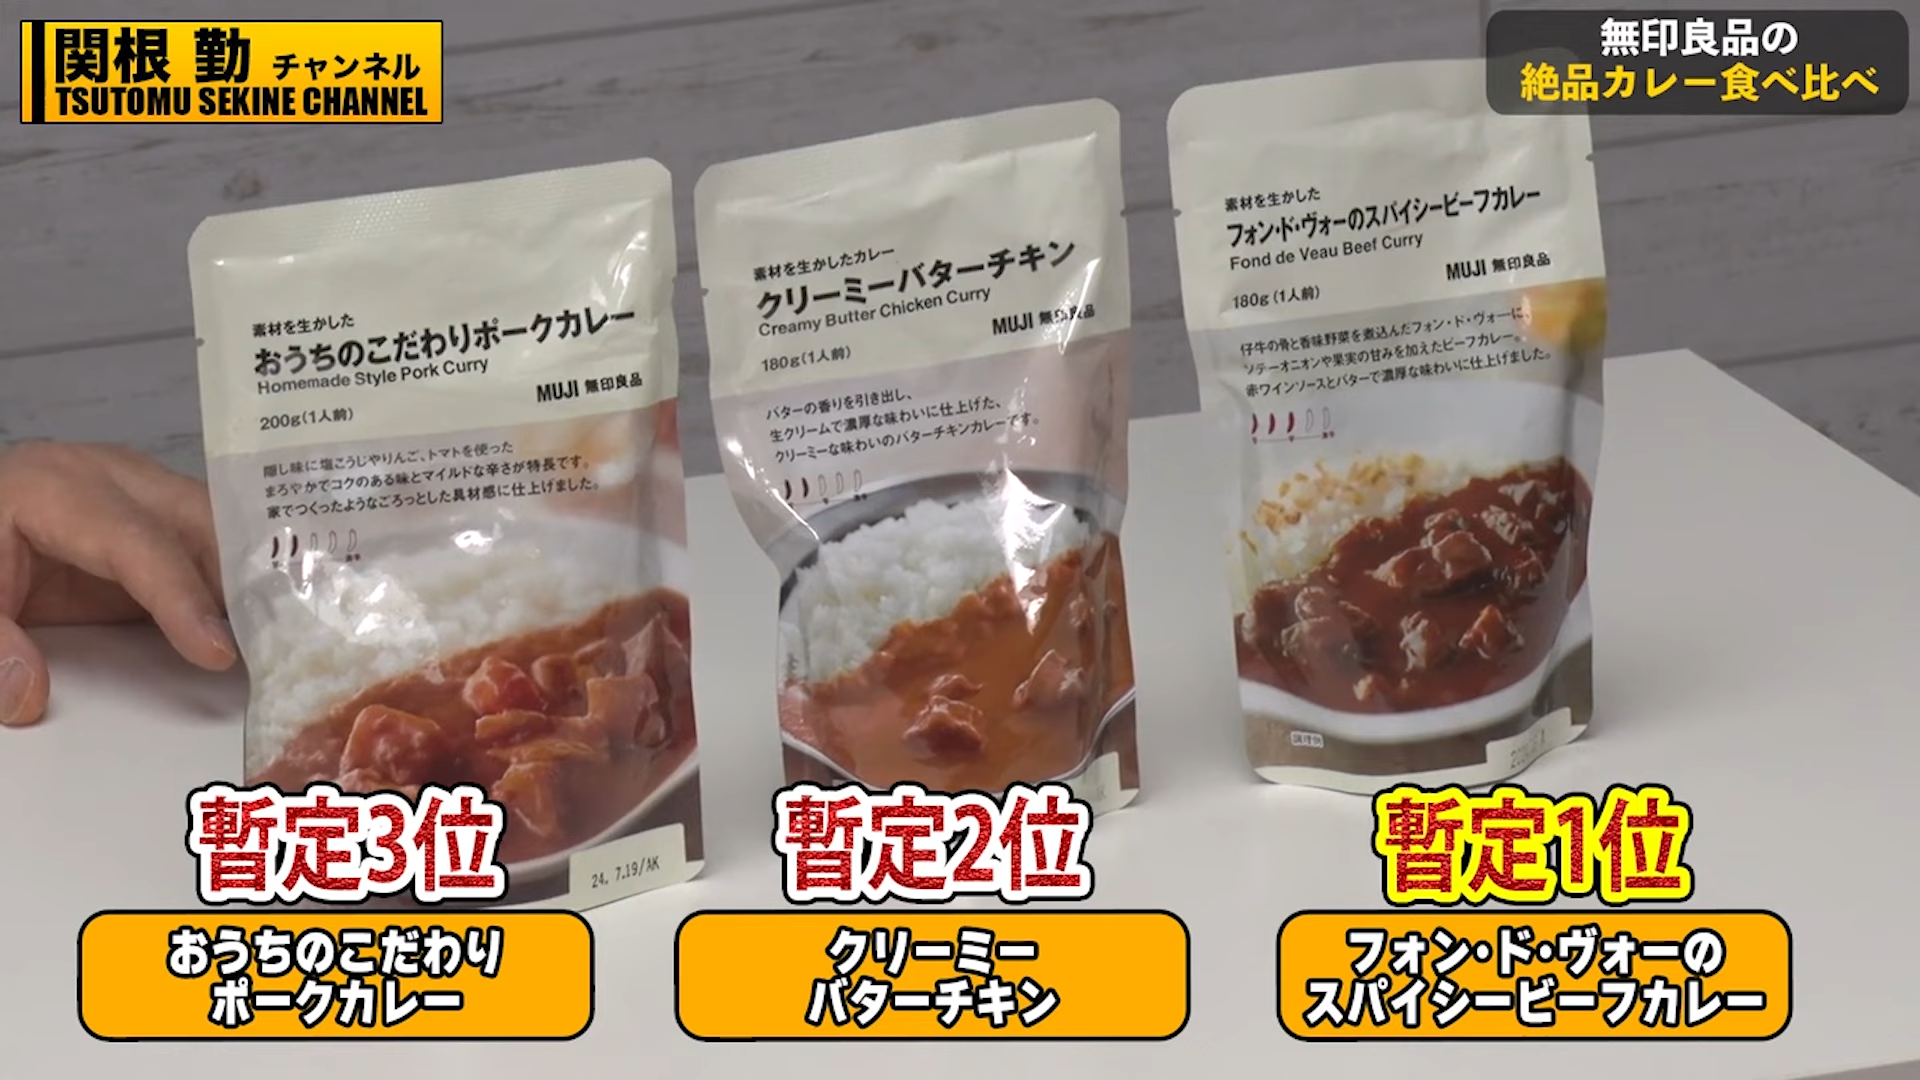 関根 勤 チャンネル
TSUTOMU SEKINE CHANNEL
無印良品の
絶品カレー食べ比べ
素材を生かした
おうちのこだわりポークカレー
Homemade Style Pork Curry
MUJI 無印良品
200g(1人前)
隠し味に塩こうじやりんご、トマトを使った
まろやかでコクのある味とマイルドな辛さが特長です。
家でつくったようなごろっとした具材感に仕上げました。
24. 7.19/AK
素材を生かしたカレー
クリーミーバターチキン
Creamy Butter Chicken Curry
MUJI 無印良品
180g(1人前)
バターの香りを引き出し、
生クリームで濃厚な味わいに仕上げた、
クリーミーな味わいのバターチキンカレーです。
素材を生かした
フォン・ド・ヴォーのスパイシービーフカレー
Fond de Veau Beef Curry
MUJI 無印良品
180g(1人前)
仔牛の骨と香味野菜を煮込んだフォン・ド・ヴォーに、
ソテーオニオンや果実の甘みを加えたビーフカレー。
赤ワインソースとバターで濃厚な味わいに仕上げました。
調理例
暫定3位
おうちのこだわり
ポークカレー
暫定2位
クリーミー
バターチキン
暫定1位
フォン・ド・ヴォーの
スパイシービーフカレー